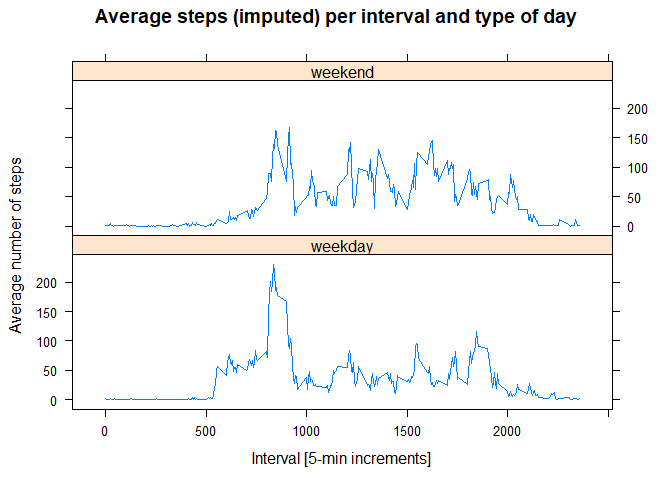 Average steps (imputed) per interval and type of day
weekend
200
150
100
50
0
weekday
200
150
100
50
0
Average number of steps
0 500 1000 1500 2000
Interval [5-min increments]